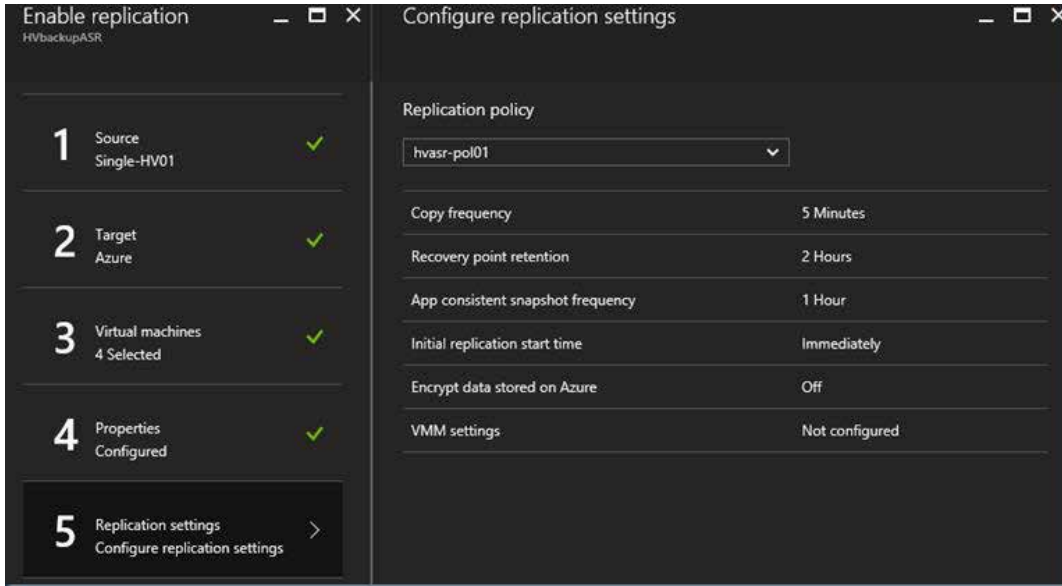 Enable replication
HVbackupASR
1 Source
Single-HV01
2 Target
Azure
3 Virtual machines
4 Selected
4 Properties
Configured
5 Replication settings
Configure replication settings
Configure replication settings
Replication policy
hvasr-pol01
Copy frequency 5 Minutes
Recovery point retention 2 Hours
App consistent snapshot frequency 1 Hour
Initial replication start time Immediately
Encrypt data stored on Azure Off
VMM settings Not configured